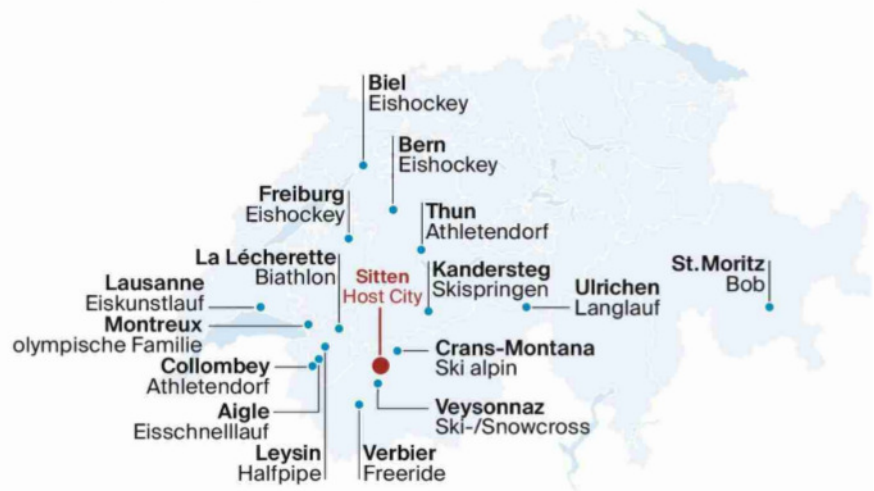 Biel
Eishockey
Bern
Eishockey
Freiburg
Eishockey
Thun
Athletendorf
La Lécherette
Biathlon
Sitten
Host City
Kandersteg
Skispringen
St.Moritz
Bob
Lausanne
Eiskunstlauf
Ulrichen
Langlauf
Montreux
olympische Familie
Crans-Montana
Ski alpin
Collombey
Athletendorf
Aigle
Eisschnelllauf
Veysonnaz
Ski-/Snowcross
Leysin
Halfpipe
Verbier
Freeride